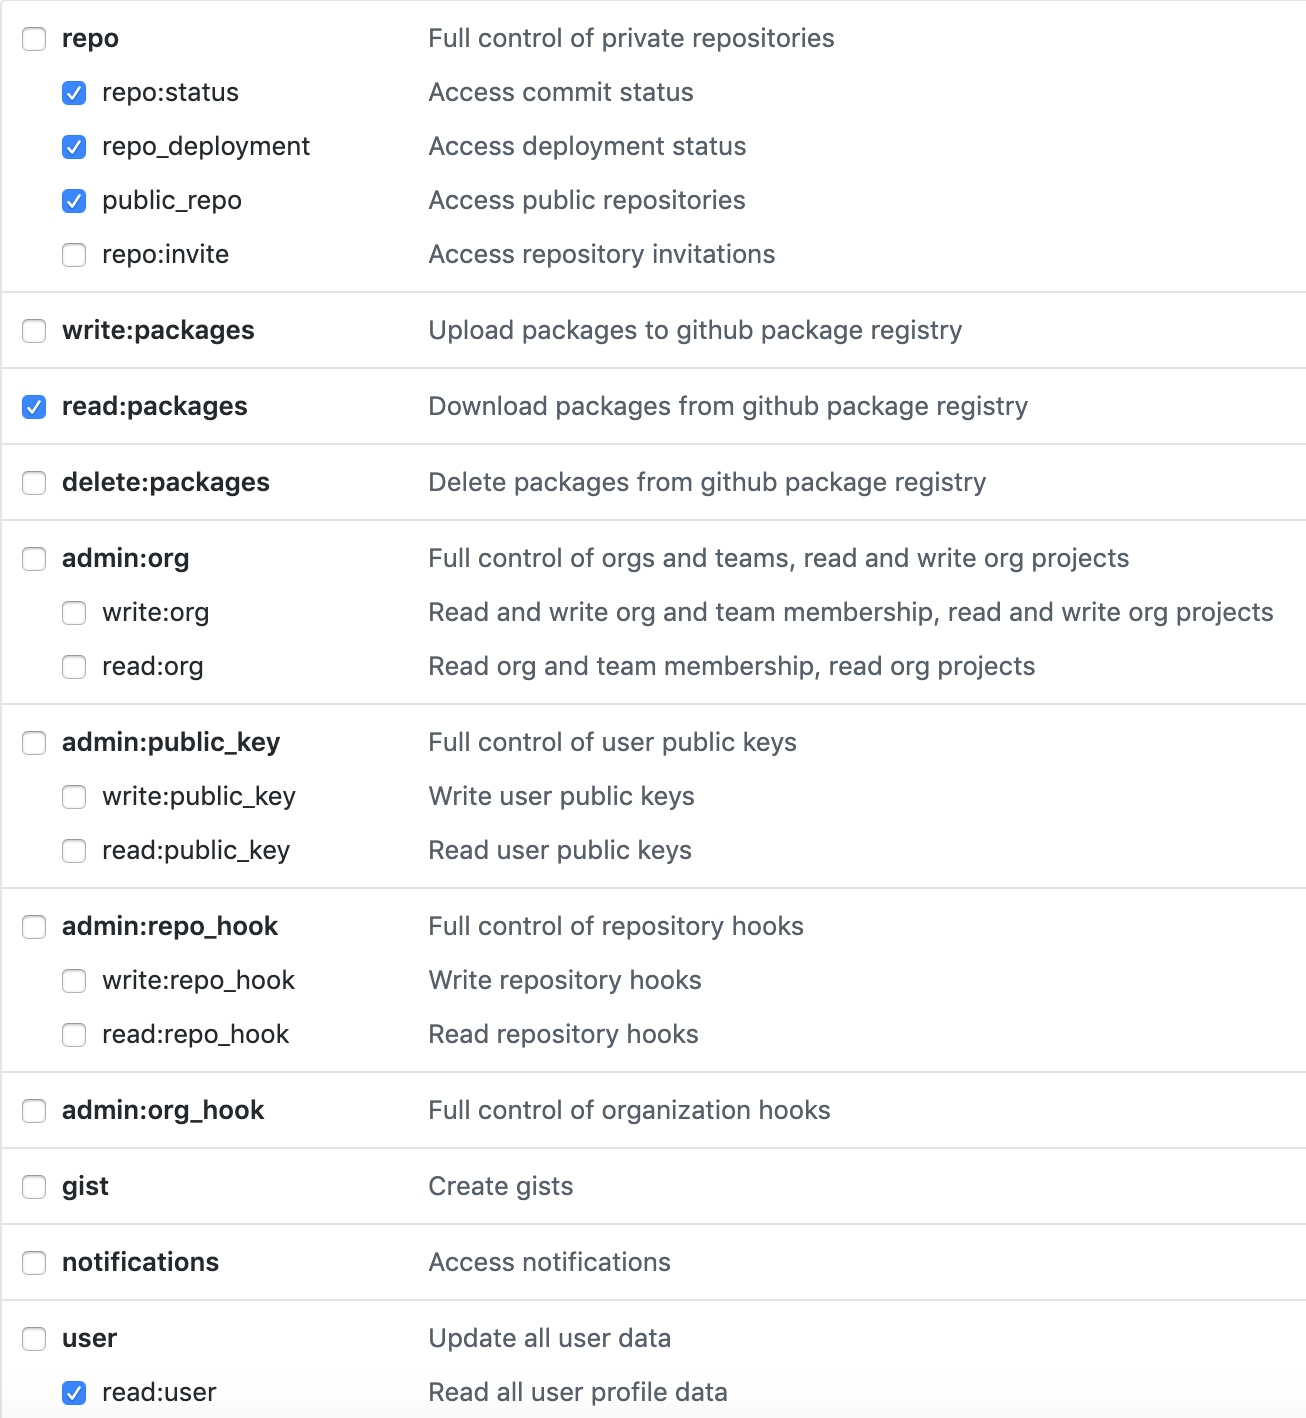 repo Full control of private repositories
repo:status Access commit status
repo_deployment Access deployment status
public_repo Access public repositories
repo:invite Access repository invitations
write:packages Upload packages to github package registry
read:packages Download packages from github package registry
delete:packages Delete packages from github package registry
admin:org Full control of orgs and teams, read and write org projects
write:org Read and write org and team membership, read and write org projects
read:org Read org and team membership, read org projects
admin:public_key Full control of user public keys
write:public_key Write user public keys
read:public_key Read user public keys
admin:repo_hook Full control of repository hooks
write:repo_hook Write repository hooks
read:repo_hook Read repository hooks
admin:org_hook Full control of organization hooks
gist Create gists
notifications Access notifications
user Update all user data
read:user Read all user profile data